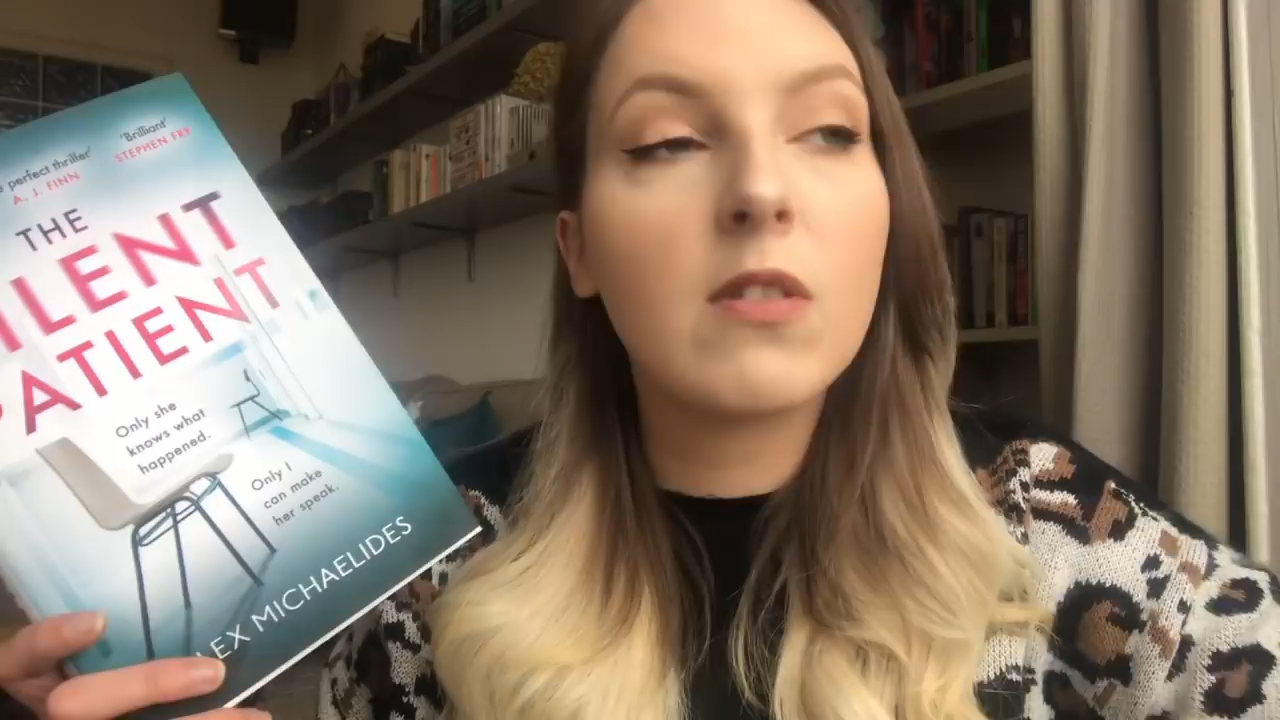 e perfect thriller'
A. J. FINN
'Brilliant'
STEPHEN FRY
THE
ILENT
PATIENT
Only she
knows what
happened.
Only I
can make
her speak.
LEX MICHAELIDES